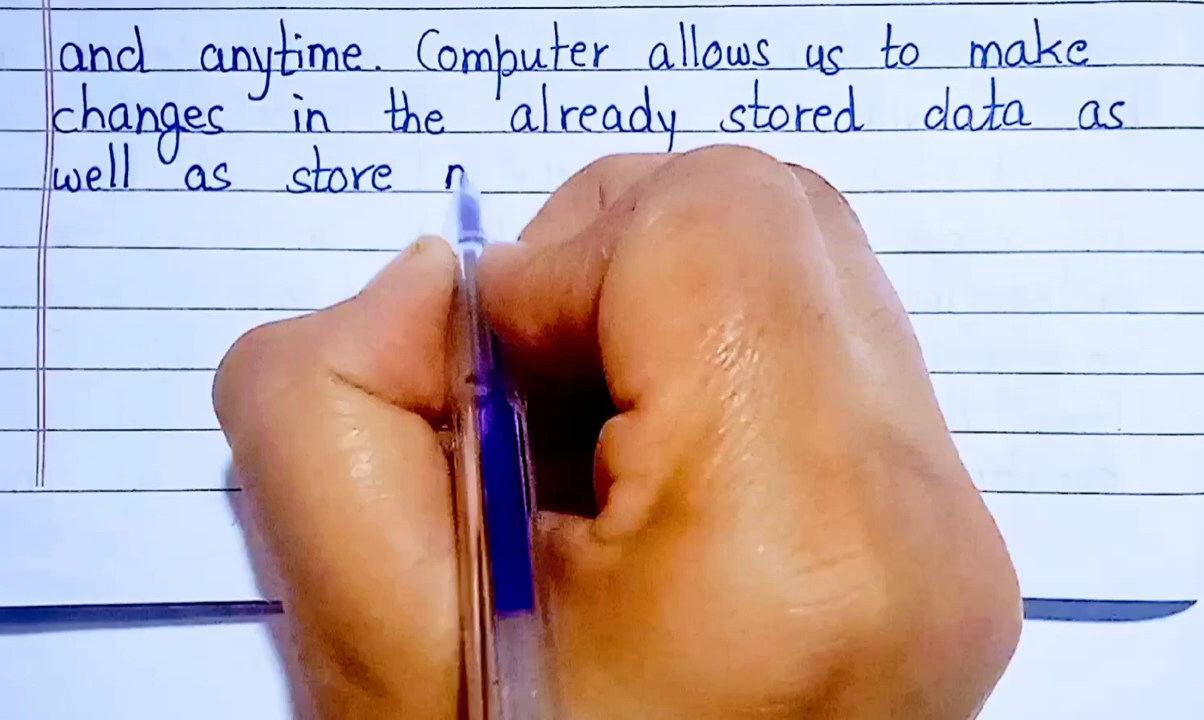 and anytime. Computer allows us to make
changes in the already stored data as
well as store n